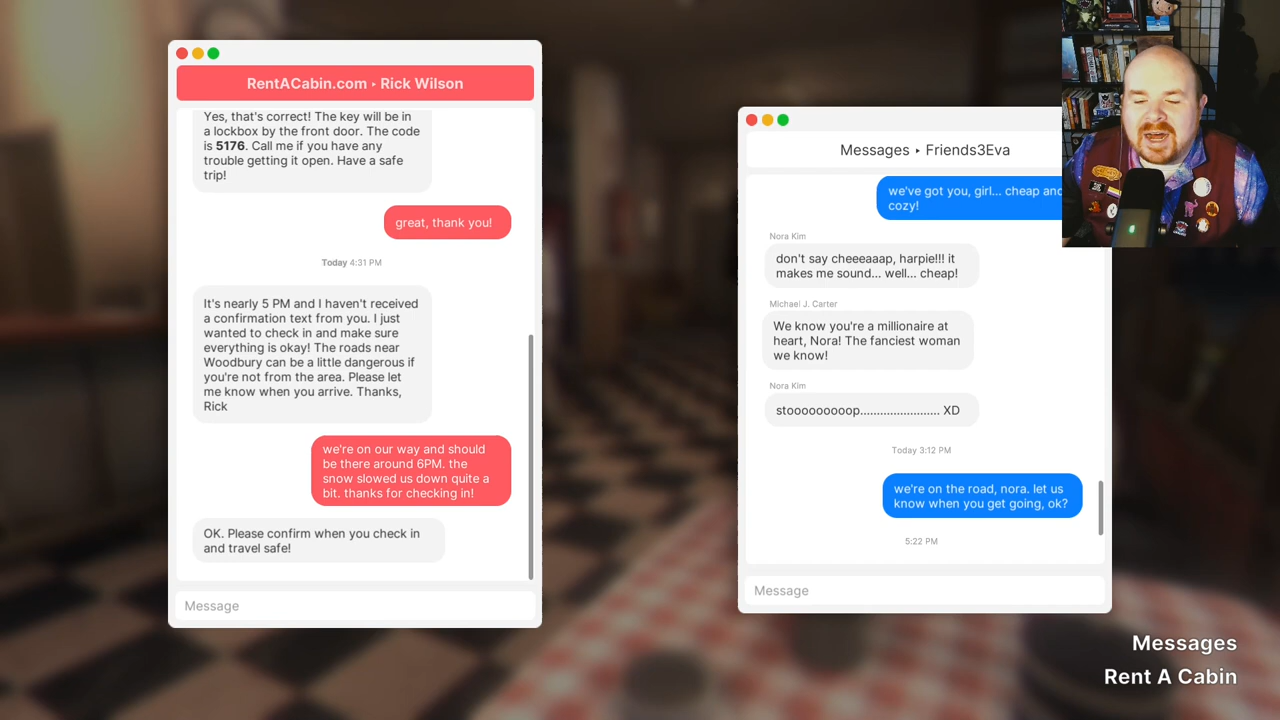 RentACabin.com ‣ Rick Wilson
Yes, that's correct! The key will be in
a lockbox by the front door. The code
is 5176. Call me if you have any
trouble getting it open. Have a safe
trip!
great, thank you!
Today 4:31 PM
It's nearly 5 PM and I haven't received
a confirmation text from you. I just
wanted to check in and make sure
everything is okay! The roads near
Woodbury can be a little dangerous if
you're not from the area. Please let
me know when you arrive. Thanks,
Rick
we're on our way and should
be there around 6PM. the
snow slowed us down quite a
bit. thanks for checking in!
OK. Please confirm when you check in
and travel safe!
Message
Messages ‣ Friends3Eva
we've got you, girl... cheap and
cozy!
Nora Kim
don't say cheeeaaap, harpie!!! it
makes me sound... well... cheap!
Michael J. Carter
We know you're a millionaire at
heart, Nora! The fanciest woman
we know!
Nora Kim
stooooooooop........................ XD
Today 3:12 PM
we're on the road, nora. let us
know when you get going, ok?
5:22 PM
Message
Messages
Rent A Cabin